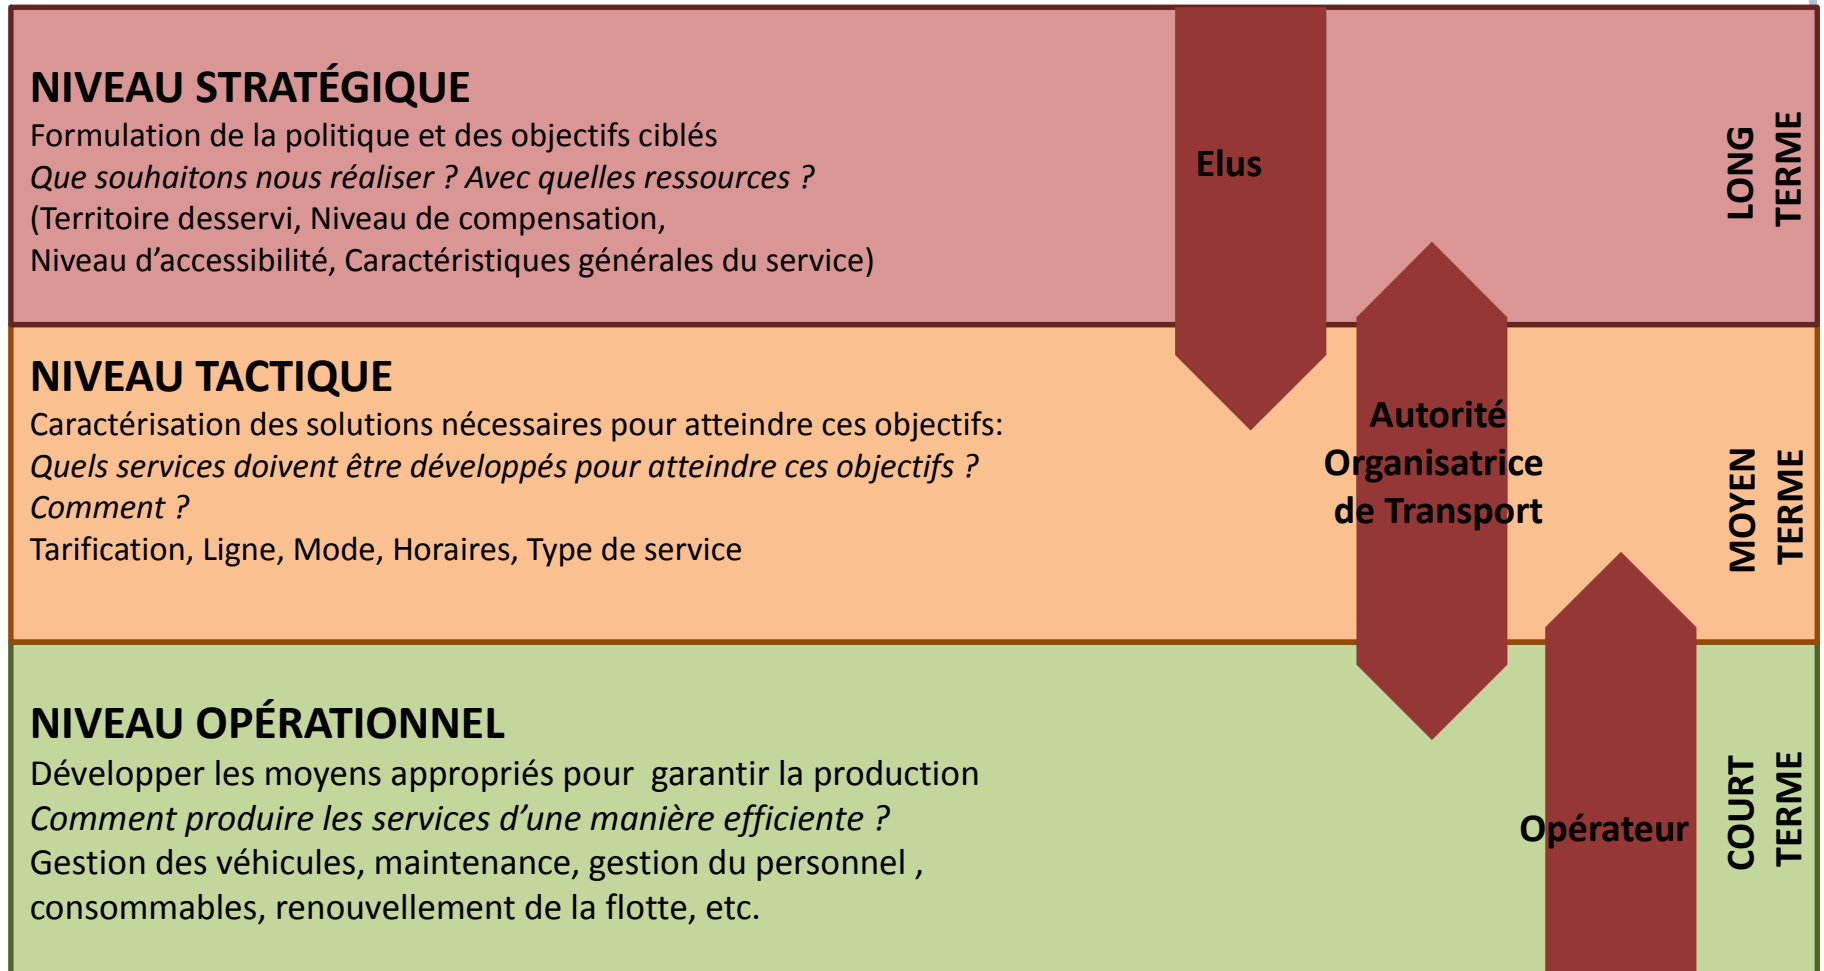 NIVEAU STRATÉGIQUE
Formulation de la politique et des objectifs ciblés
Que souhaitons nous réaliser ? Avec quelles ressources ?
(Territoire desservi, Niveau de compensation,
Niveau d’accessibilité, Caractéristiques générales du service)
Elus
LONG
TERME
NIVEAU TACTIQUE
Caractérisation des solutions nécessaires pour atteindre ces objectifs:
Quels services doivent être développés pour atteindre ces objectifs ?
Comment ?
Tarification, Ligne, Mode, Horaires, Type de service
Autorité
Organisatrice
de Transport
MOYEN
TERME
NIVEAU OPÉRATIONNEL
Développer les moyens appropriés pour garantir la production
Comment produire les services d’une manière efficiente ?
Gestion des véhicules, maintenance, gestion du personnel ,
consommables, renouvellement de la flotte, etc.
Opérateur
COURT
TERME